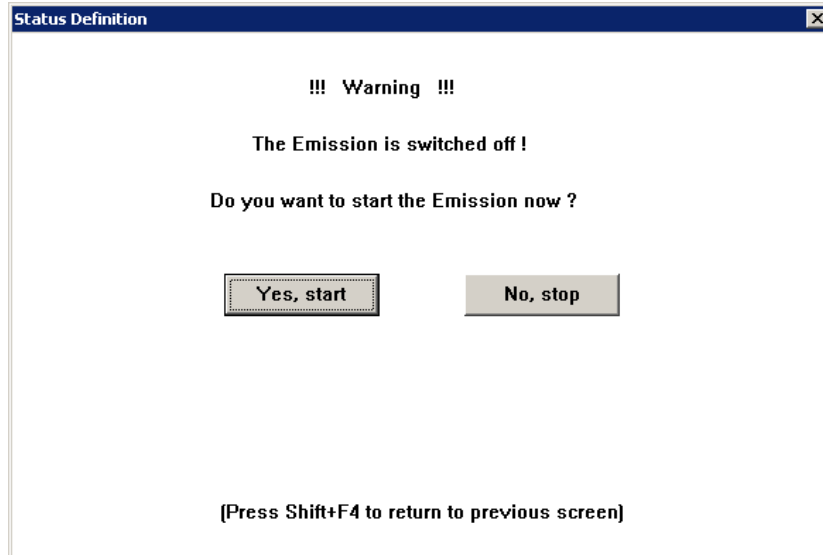 Status Definition
!!! Warning !!!
The Emission is switched off !
Do you want to start the Emission now ?
Yes, start
No, stop
(Press Shift+F4 to return to previous screen)